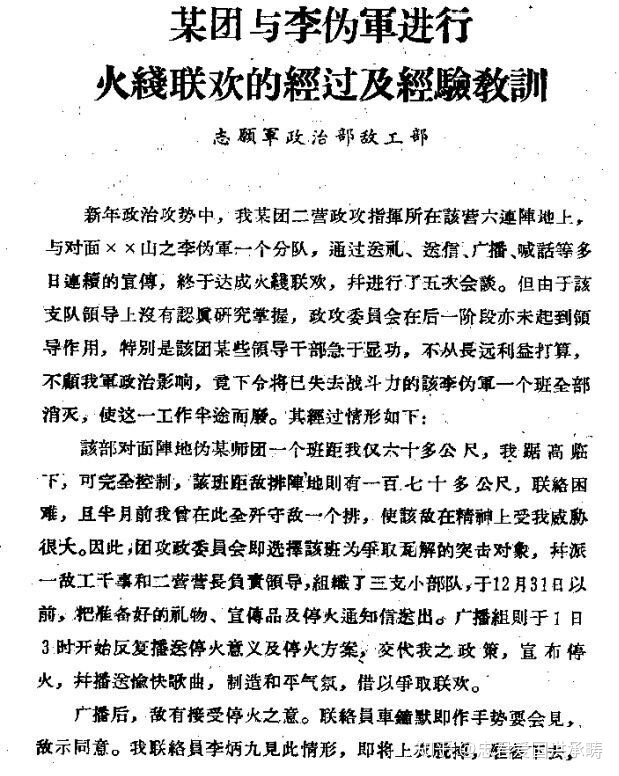 某团与李伪軍进行
火綫联欢的經过及經驗教訓
志願軍政治部敌工部
新年政治攻势中，我某团二营政攻指揮所在該营六連陣地上，
与对面××山之李伪軍一个分队，通过送礼、送信、广播、喊話等多
日連續的宣傳，終于达成火綫联欢，幷进行了五次会談。但由于該
支队領导上沒有認眞研究掌握，政攻委員会在后一阶段亦未起到領
导作用，特別是該团某些領导干部急于显功，不从長远利益打算，
不顧我軍政治影响，竟下令将已失去战斗力的該李伪軍一个班全部
消灭，使这一工作半途而廢。其經过情形如下：
該部对面陣地伪某师团一个班距我仅六十多公尺，我踞高临
下，可完全控制，該班距敌排陣地則有一百七十多公尺，联絡困
难，且半月前我曾在此全歼守敌一个排，使該敌在精神上受我威胁
很大。因此，团攻政委員会即选擇該班为爭取瓦解的突击对象，幷派
一敌工干事和二营营長負責領导，組織了三支小部队，于12月31日以
前，把准备好的礼物、宣傳品及停火通知信送出。广播組則于1日
3时开始反复播送停火意义及停火方案，交代我之政策，宣布停
火，幷播送愉快歌曲，制造和平气氛，借以爭取联欢。
广播后，敌有接受停火之意。联絡員車鐘默即作手势要会見，
敌示同意。我联絡員李炳九見此情形，即将上衣脫掉，